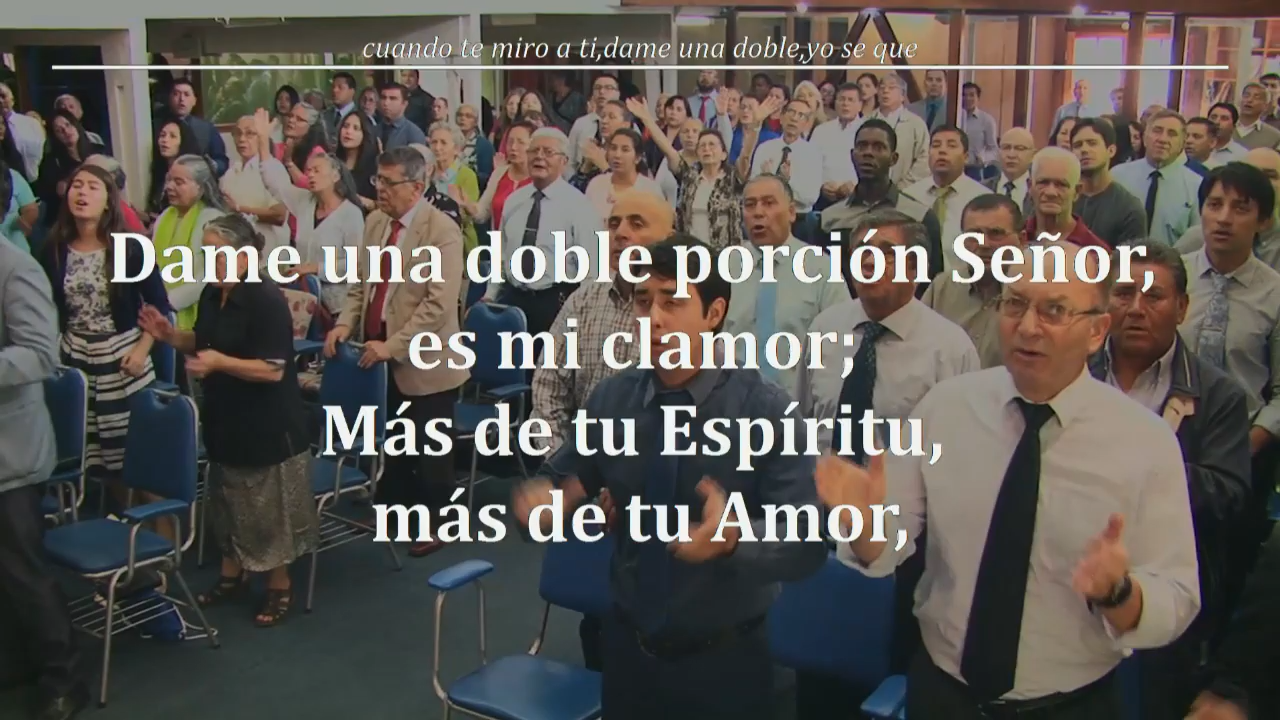 cuando te miro a ti,dame una doble,yo se que
Dame una doble porción Señor,
es mi clamor;
Más de tu Espíritu,
más de tu Amor,